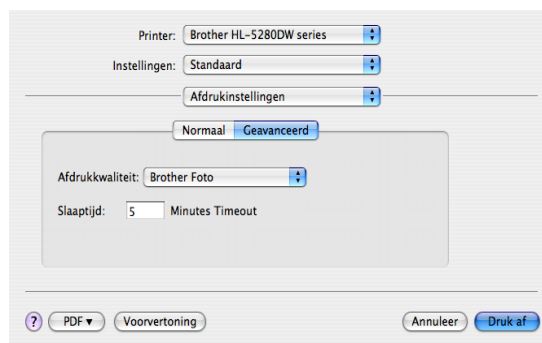 Printer: Brother HL-5280DW series
Instellingen: Standaard
Afdrukinstellingen
Normaal Geavanceerd
Afdrukkwaliteit: Brother Foto
Slaaptijd: 5 Minutes Timeout
? PDF ▾ Voorvertoning Annuleer Druk af